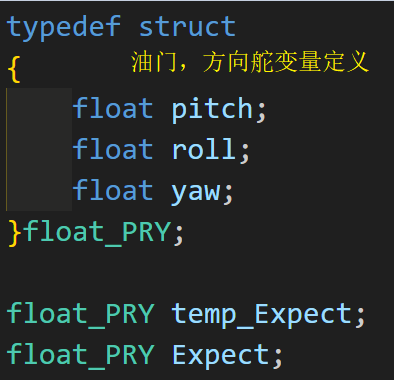 typedef struct
{
油门，方向舵变量定义
float pitch;
float roll;
float yaw;
}float_PRY;
float_PRY temp_Expect;
float_PRY Expect;